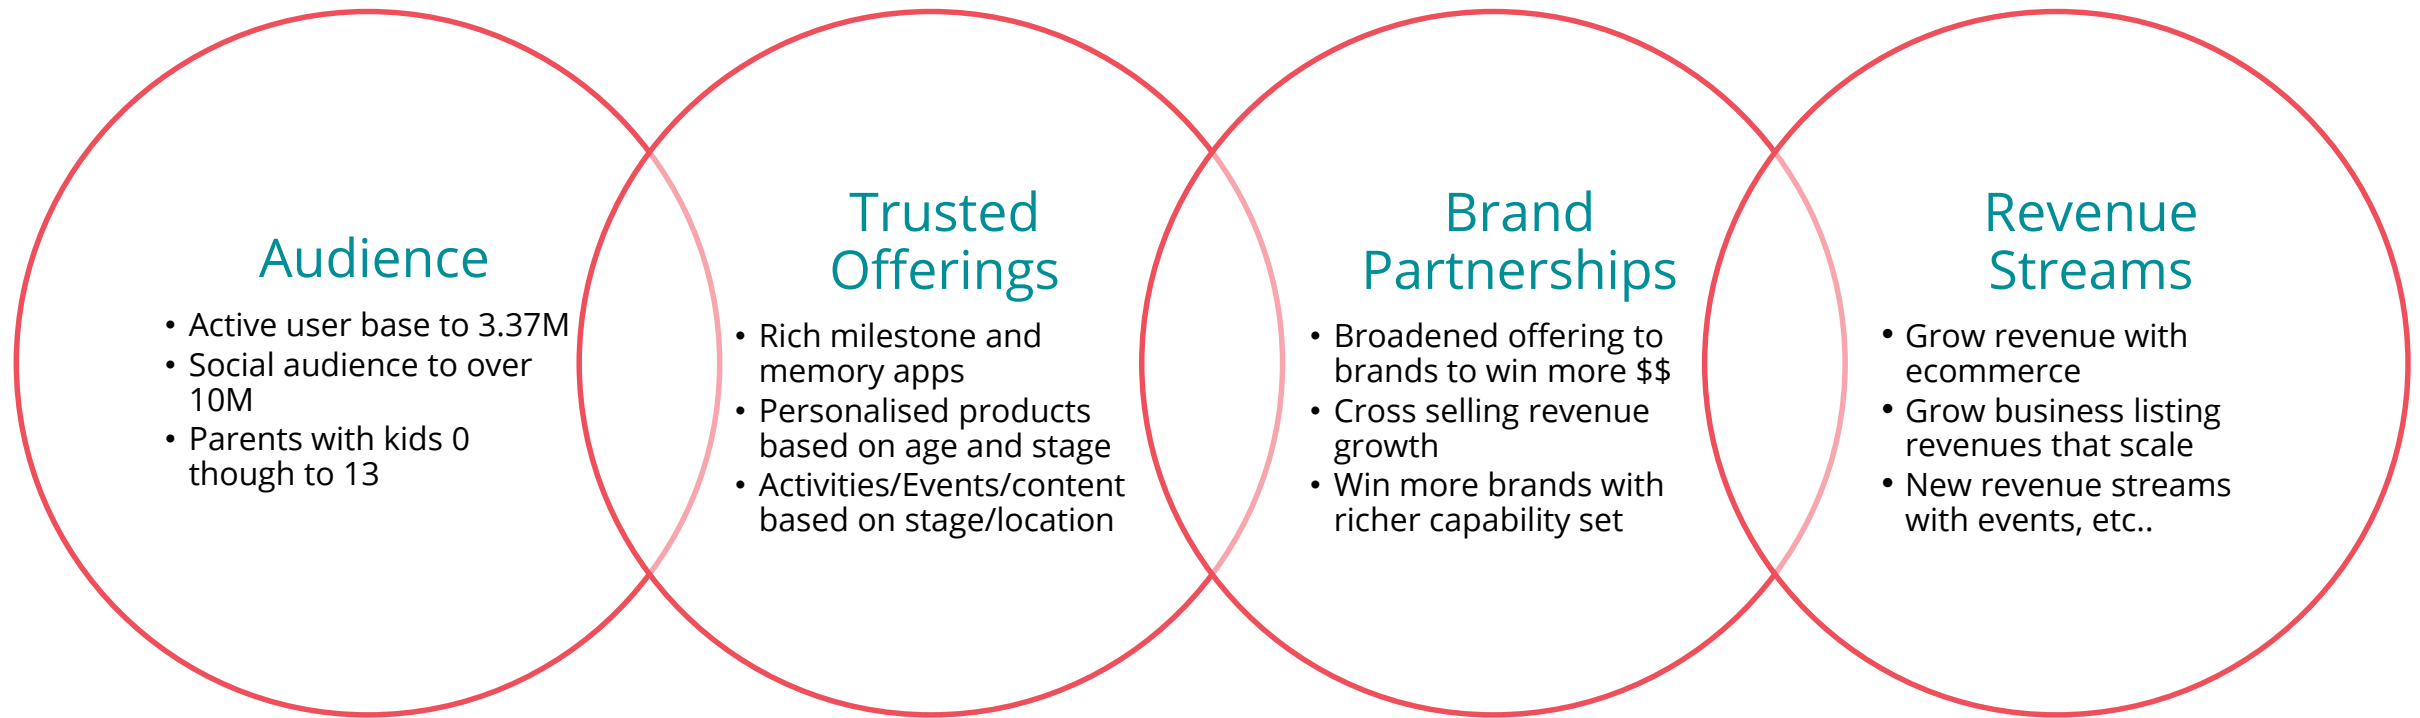 Audience
• Active user base to 3.37M
• Social audience to over
10M
• Parents with kids 0
though to 13
Trusted
Offerings
• Rich milestone and
memory apps
• Personalised products
based on age and stage
• Activities/Events/content
based on stage/location
Brand
Partnerships
• Broadened offering to
brands to win more $$
• Cross selling revenue
growth
• Win more brands with
richer capability set
Revenue
Streams
• Grow revenue with
ecommerce
• Grow business listing
revenues that scale
• New revenue streams
with events, etc..